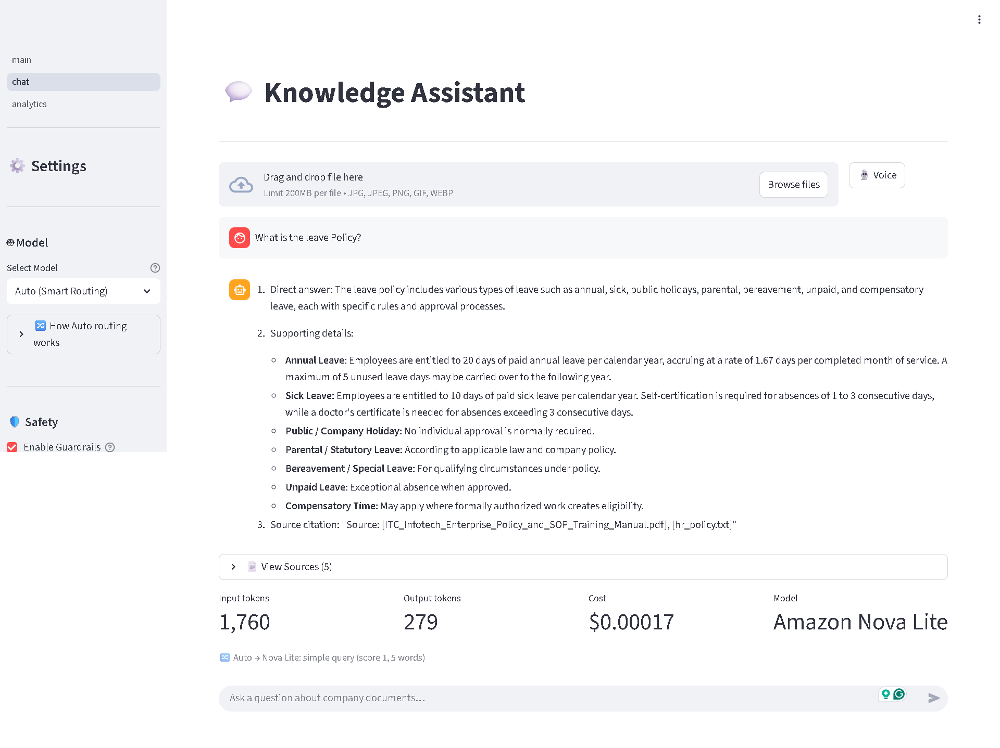 main
chat
analytics
Settings
Model
Select Model
Auto (Smart Routing)
How Auto routing
works
Safety
Enable Guardrails
Knowledge Assistant
Drag and drop file here
Limit 200MB per file • JPG, JPEG, PNG, GIF, WEBP
Browse files
Voice
What is the leave Policy?
1. Direct answer: The leave policy includes various types of leave such as annual, sick, public holidays, parental, bereavement, unpaid, and compensatory
leave, each with specific rules and approval processes.
2. Supporting details:
Annual Leave: Employees are entitled to 20 days of paid annual leave per calendar year, accruing at a rate of 1.67 days per completed month of service. A
maximum of 5 unused leave days may be carried over to the following year.
Sick Leave: Employees are entitled to 10 days of paid sick leave per calendar year. Self-certification is required for absences of 1 to 3 consecutive days,
while a doctor's certificate is needed for absences exceeding 3 consecutive days.
Public / Company Holiday: No individual approval is normally required.
Parental / Statutory Leave: According to applicable law and company policy.
Bereavement / Special Leave: For qualifying circumstances under policy.
Unpaid Leave: Exceptional absence when approved.
Compensatory Time: May apply where formally authorized work creates eligibility.
3. Source citation: "Source: [ITC_Infotech_Enterprise_Policy_and_SOP_Training_Manual.pdf], [hr_policy.txt]"
View Sources (5)
Input tokens
1,760
Output tokens
279
Cost
$0.00017
Model
Amazon Nova Lite
Auto → Nova Lite: simple query (score 1, 5 words)
Ask a question about company documents...